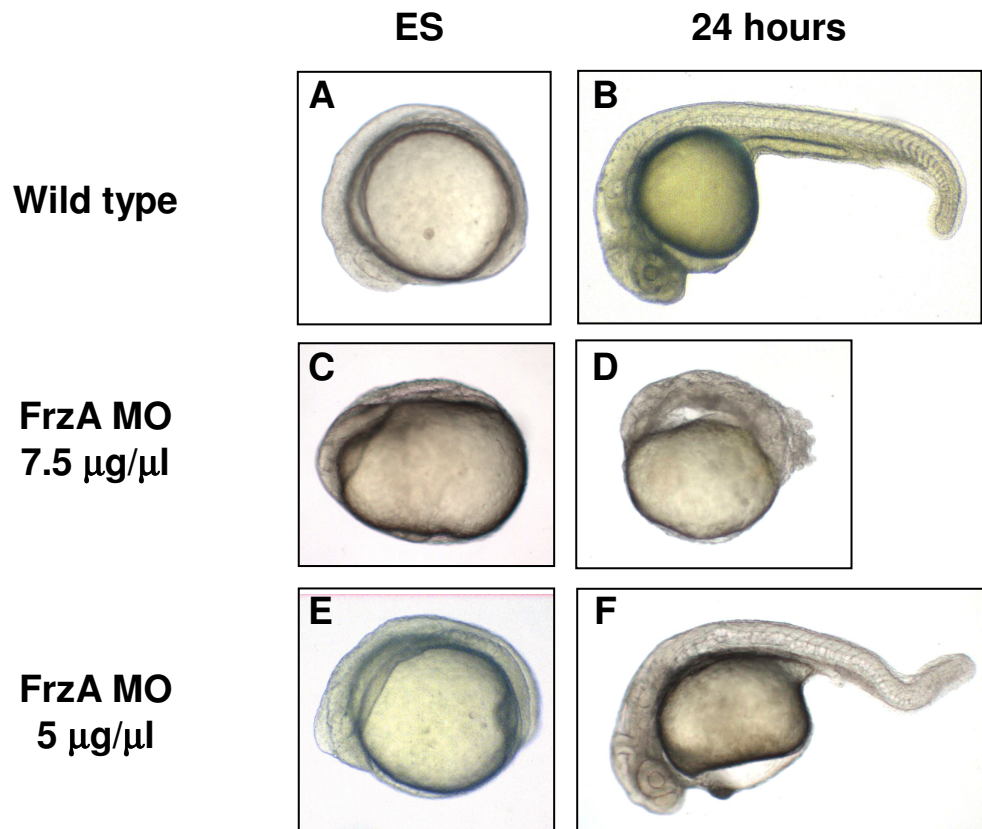 ES 24 hours
A B
Wild type
C D
FrzA MO
7.5 μg/μl
E F
FrzA MO
5 μg/μl